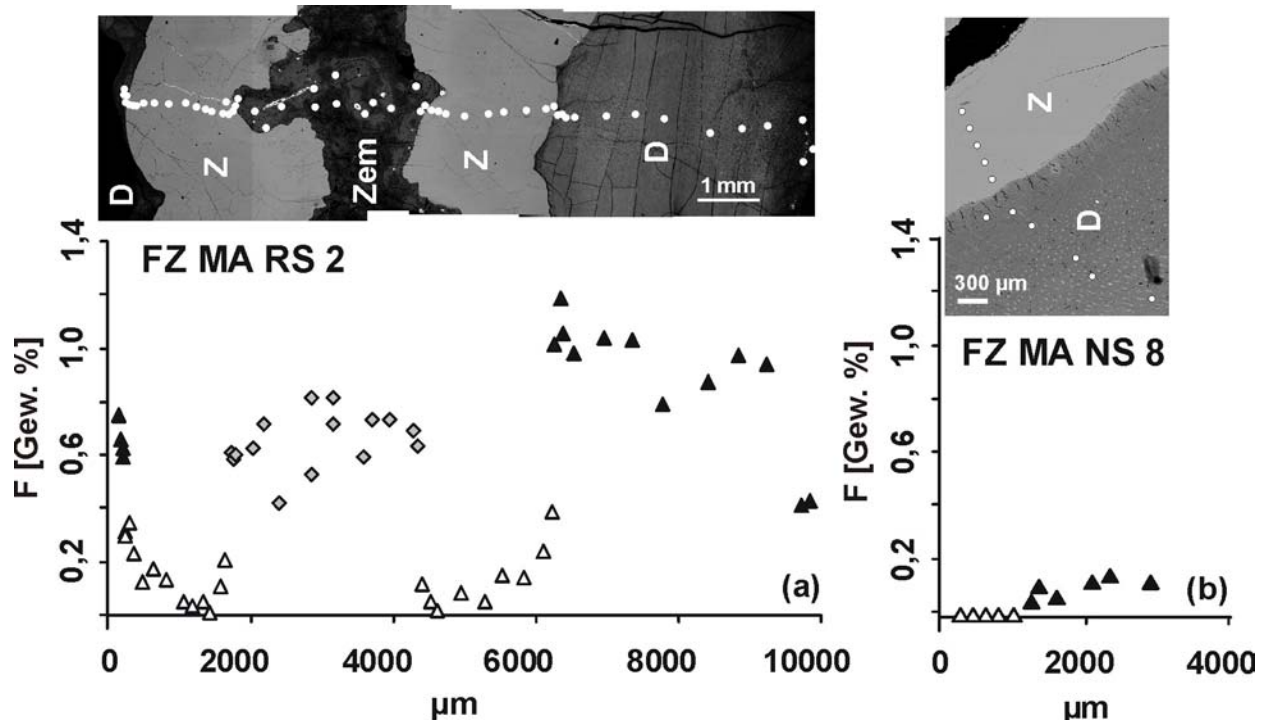 D
Z
Zem
Z
D
1 mm
FZ MA RS 2
F [Gew. %]
1,4
1,0
0,6
0,2
0 2000 4000 6000 8000 10000
µm
(a)
Z
D
300 µm
FZ MA NS 8
F [Gew. %]
1,4
1,0
0,6
0,2
0 2000 4000
µm
(b)